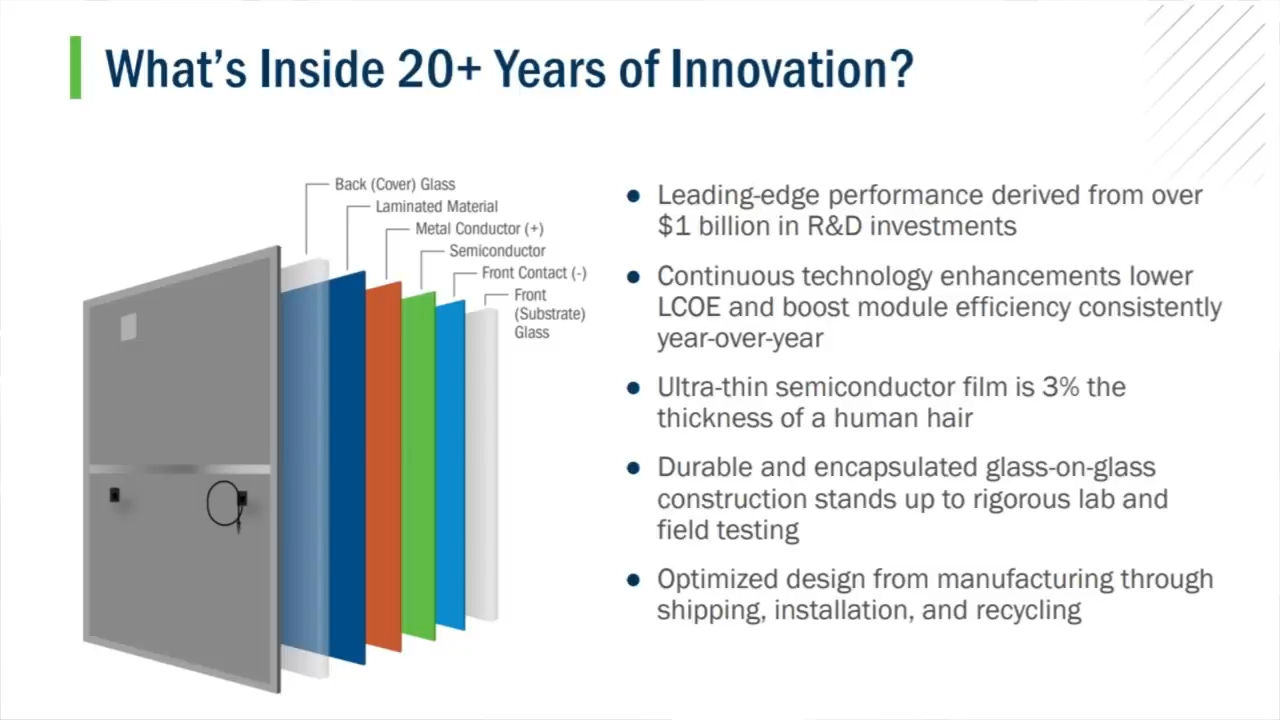 What's Inside 20+ Years of Innovation?
Back (Cover) Glass
Laminated Material
Metal Conductor (+)
Semiconductor
Front Contact (-)
Front
(Substrate)
Glass
● Leading-edge performance derived from over
$1 billion in R&D investments
● Continuous technology enhancements lower
LCOE and boost module efficiency consistently
year-over-year
● Ultra-thin semiconductor film is 3% the
thickness of a human hair
● Durable and encapsulated glass-on-glass
construction stands up to rigorous lab and
field testing
● Optimized design from manufacturing through
shipping, installation, and recycling